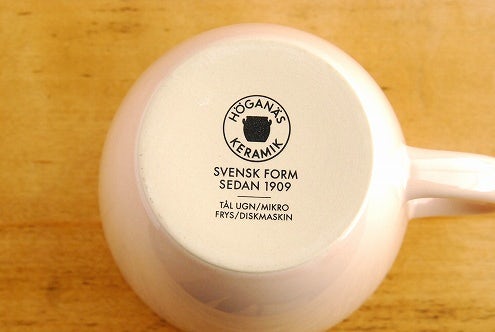 HÖGANÄS
KERAMIK
SVENSK FORM
SEDAN 1909
TÅL UGN/MIKRO
FRYS/DISKMASKIN